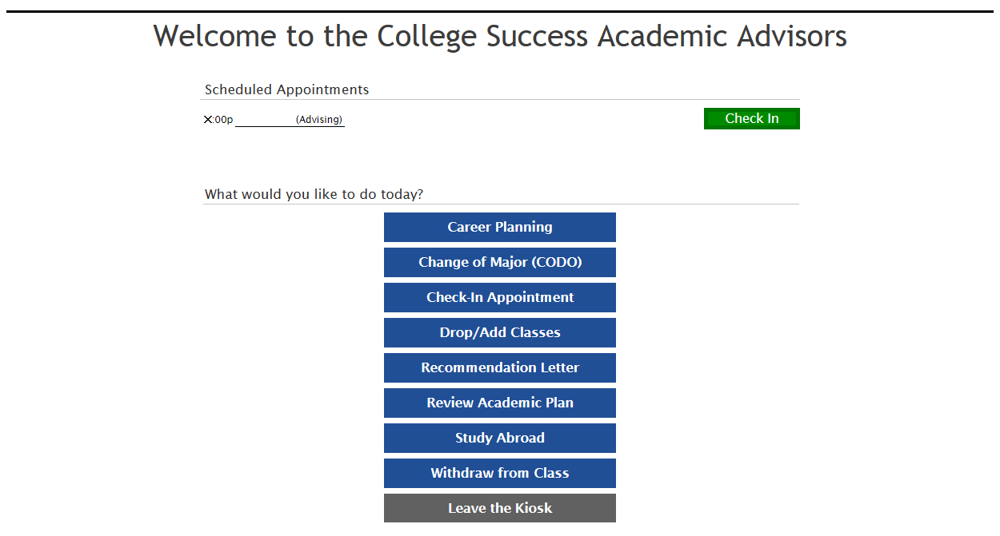 Welcome to the College Success Academic Advisors
Scheduled Appointments
X:00p (Advising)
Check In
What would you like to do today?
Career Planning
Change of Major (CODO)
Check-In Appointment
Drop/Add Classes
Recommendation Letter
Review Academic Plan
Study Abroad
Withdraw from Class
Leave the Kiosk